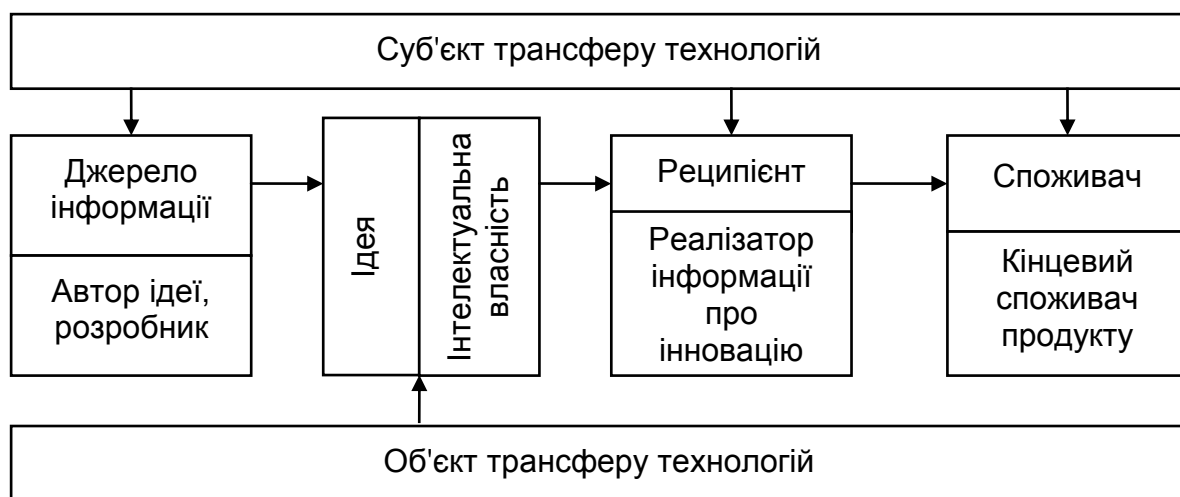 Суб'єкт трансферу технологій
Джерело
інформації
Автор ідеї,
розробник
Ідея
Інтелектуальна
власність
Реципієнт
Реалізатор
інформації
про
інновацію
Споживач
Кінцевий
споживач
продукту
Об'єкт трансферу технологій